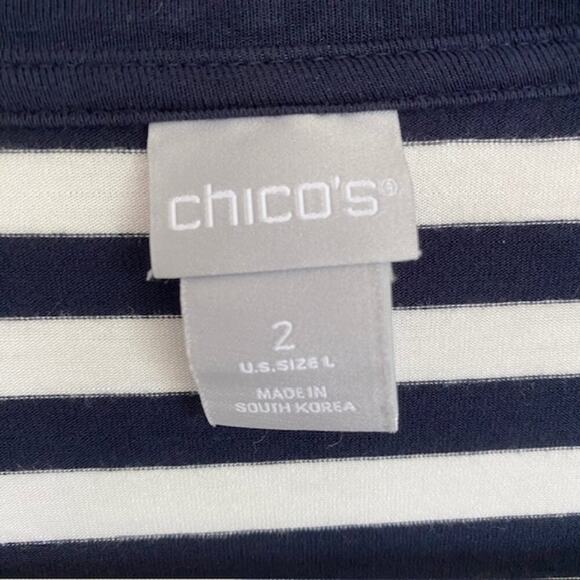 chico's®
2
U.S. SIZE L
MADE IN
SOUTH KOREA